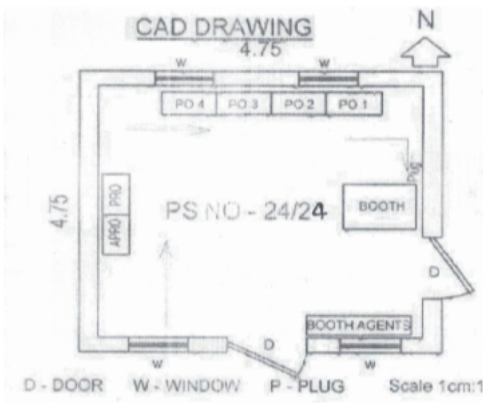 CAD DRAWING
N
4.75
W W
PO 4 PO 3 PO 2 PO 1
4.75
PRO
APRO
PS NO - 24/24
BOOTH
D
BOOTH AGENTS
D
W W
D - DOOR W - WINDOW P - PLUG Scale 1cm:1